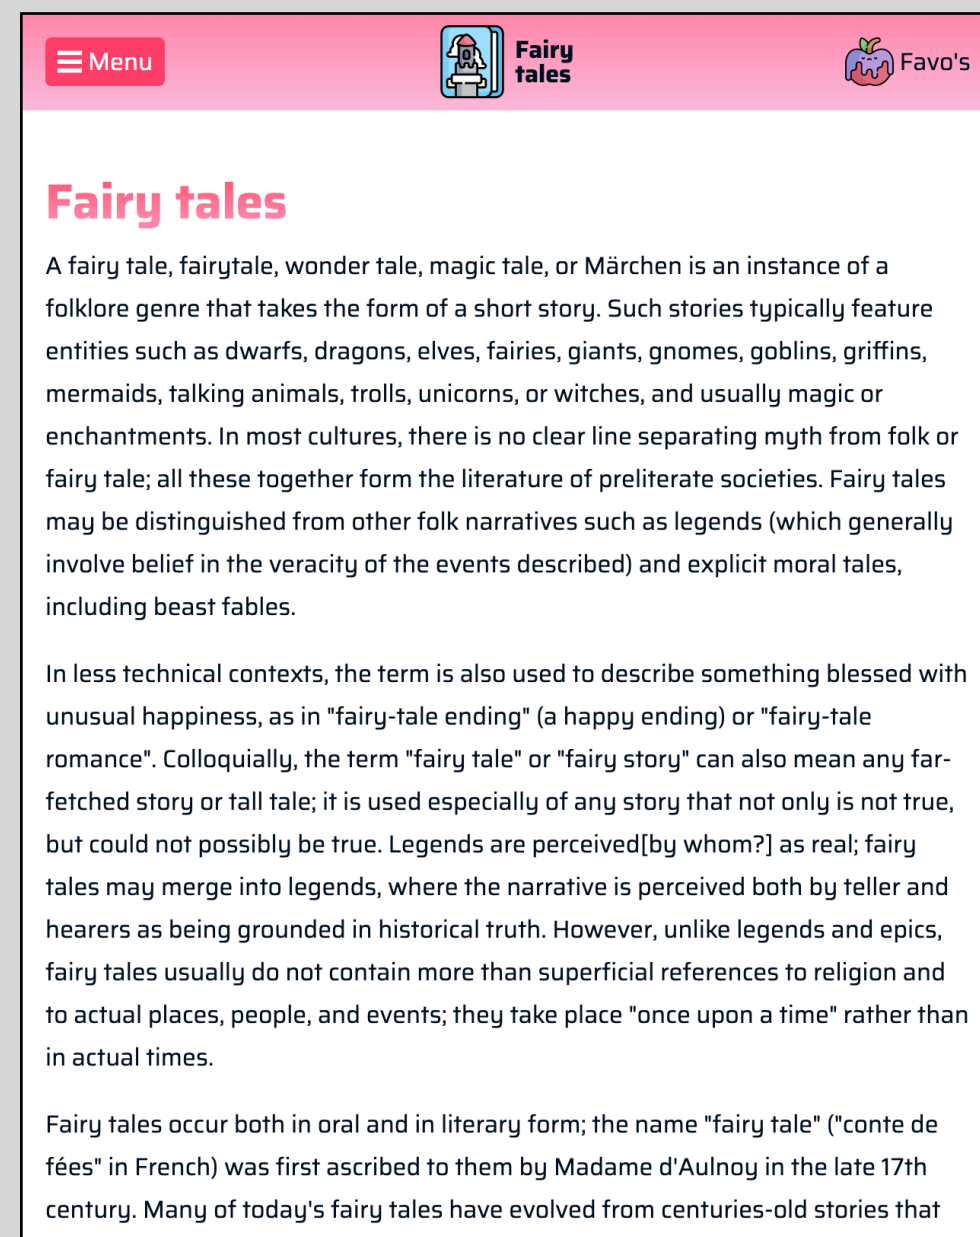 Menu
Fairy
tales
Favo's
Fairy tales
A fairy tale, fairytale, wonder tale, magic tale, or Märchen is an instance of a
folklore genre that takes the form of a short story. Such stories typically feature
entities such as dwarfs, dragons, elves, fairies, giants, gnomes, goblins, griffins,
mermaids, talking animals, trolls, unicorns, or witches, and usually magic or
enchantments. In most cultures, there is no clear line separating myth from folk or
fairy tale; all these together form the literature of preliterate societies. Fairy tales
may be distinguished from other folk narratives such as legends (which generally
involve belief in the veracity of the events described) and explicit moral tales,
including beast fables.
In less technical contexts, the term is also used to describe something blessed with
unusual happiness, as in "fairy-tale ending" (a happy ending) or "fairy-tale
romance". Colloquially, the term "fairy tale" or "fairy story" can also mean any far-
fetched story or tall tale; it is used especially of any story that not only is not true,
but could not possibly be true. Legends are perceived[by whom?] as real; fairy
tales may merge into legends, where the narrative is perceived both by teller and
hearers as being grounded in historical truth. However, unlike legends and epics,
fairy tales usually do not contain more than superficial references to religion and
to actual places, people, and events; they take place "once upon a time" rather than
in actual times.
Fairy tales occur both in oral and in literary form; the name "fairy tale" ("conte de
fées" in French) was first ascribed to them by Madame d'Aulnoy in the late 17th
century. Many of today's fairy tales have evolved from centuries-old stories that